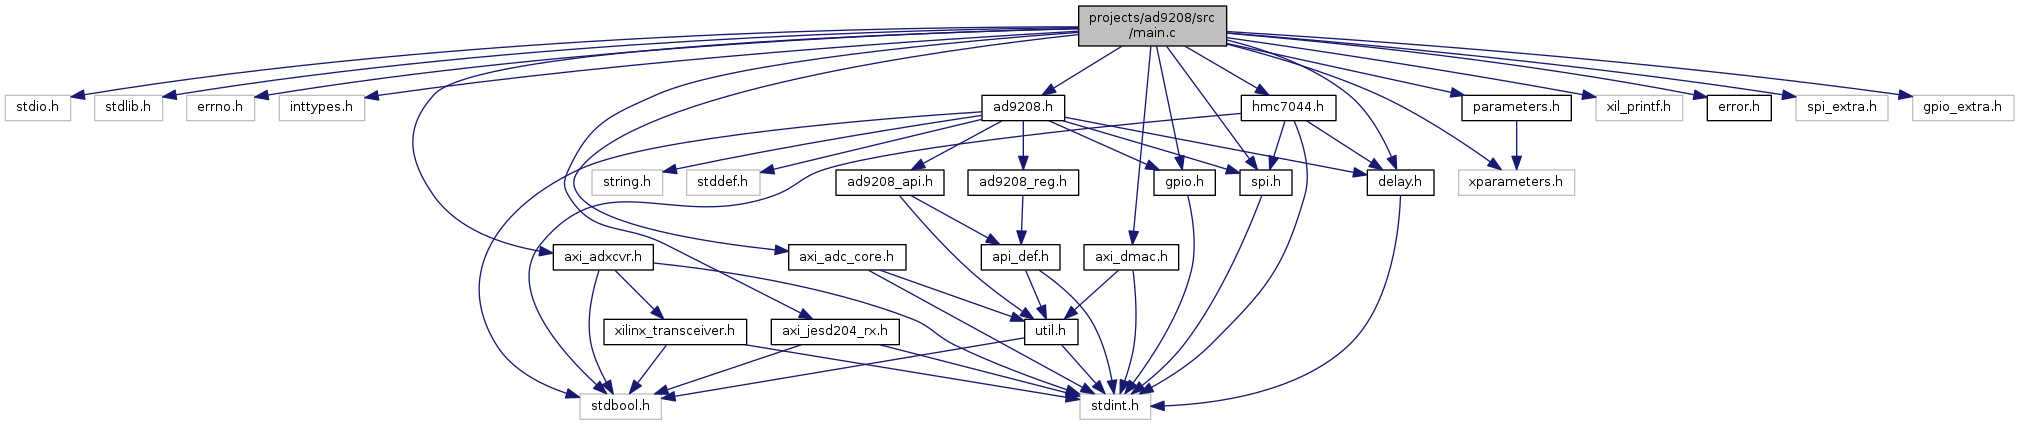 projects/ad9208/src
/main.c
stdio.h
stdlib.h
errno.h
inttypes.h
ad9208.h
hmc7044.h
parameters.h
xil_printf.h
error.h
spi_extra.h
gpio_extra.h
string.h
stddef.h
ad9208_api.h
ad9208_reg.h
gpio.h
spi.h
delay.h
xparameters.h
axi_adxcvr.h
axi_adc_core.h
api_def.h
axi_dmac.h
xilinx_transceiver.h
axi_jesd204_rx.h
util.h
stdbool.h
stdint.h